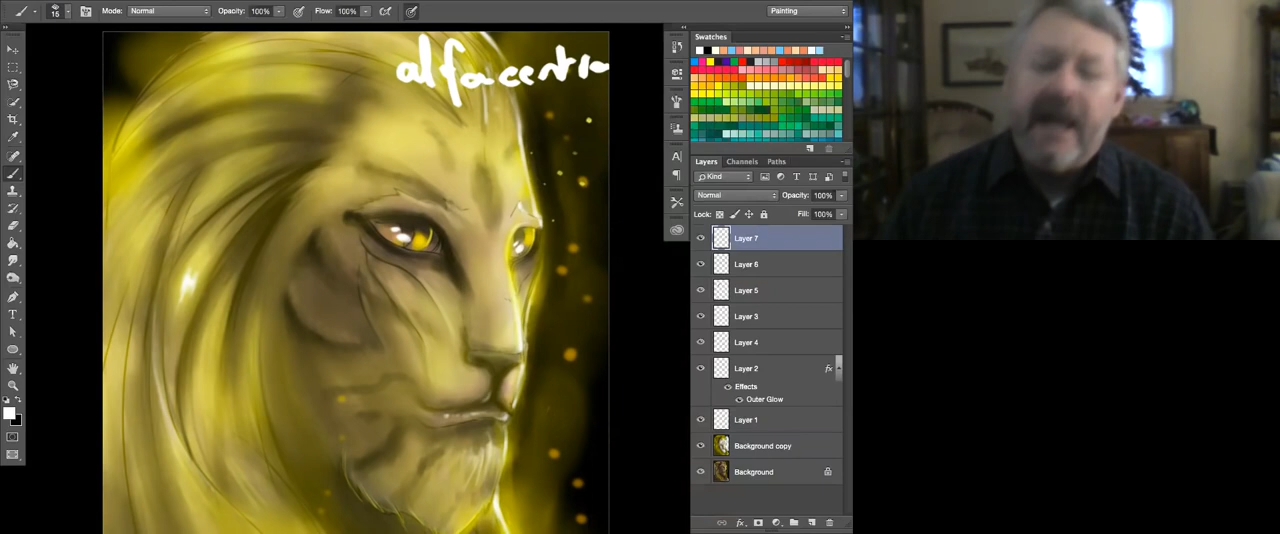 15 Mode: Normal Opacity: 100% Flow: 100% Painting
alfacentra
Swatches
Layers Channels Paths
Kind
Normal Opacity: 100%
Lock: Fill: 100%
Layer 7
Layer 6
Layer 5
Layer 3
Layer 4
Layer 2 fx
Effects
Outer Glow
Layer 1
Background copy
Background